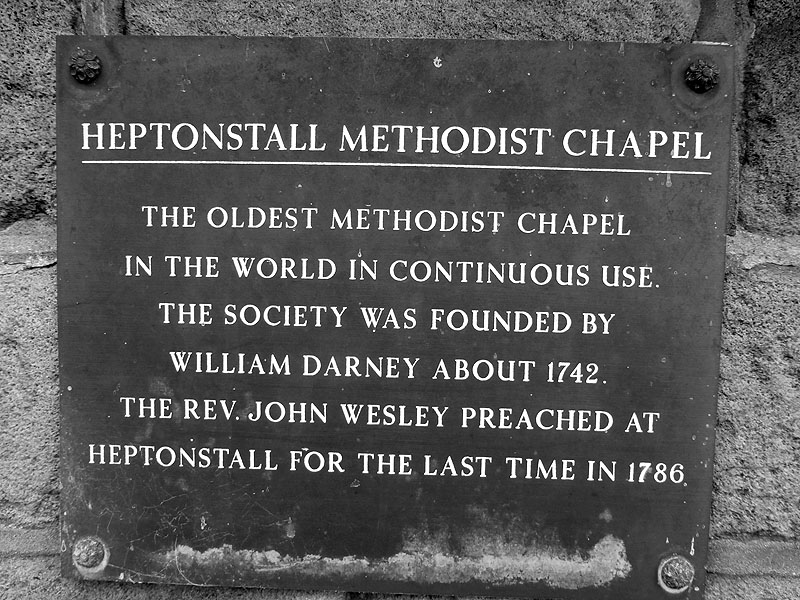 HEPTONSTALL METHODIST CHAPEL
THE OLDEST METHODIST CHAPEL
IN THE WORLD IN CONTINUOUS USE.
THE SOCIETY WAS FOUNDED BY
WILLIAM DARNEY ABOUT 1742.
THE REV. JOHN WESLEY PREACHED AT
HEPTONSTALL FOR THE LAST TIME IN 1786